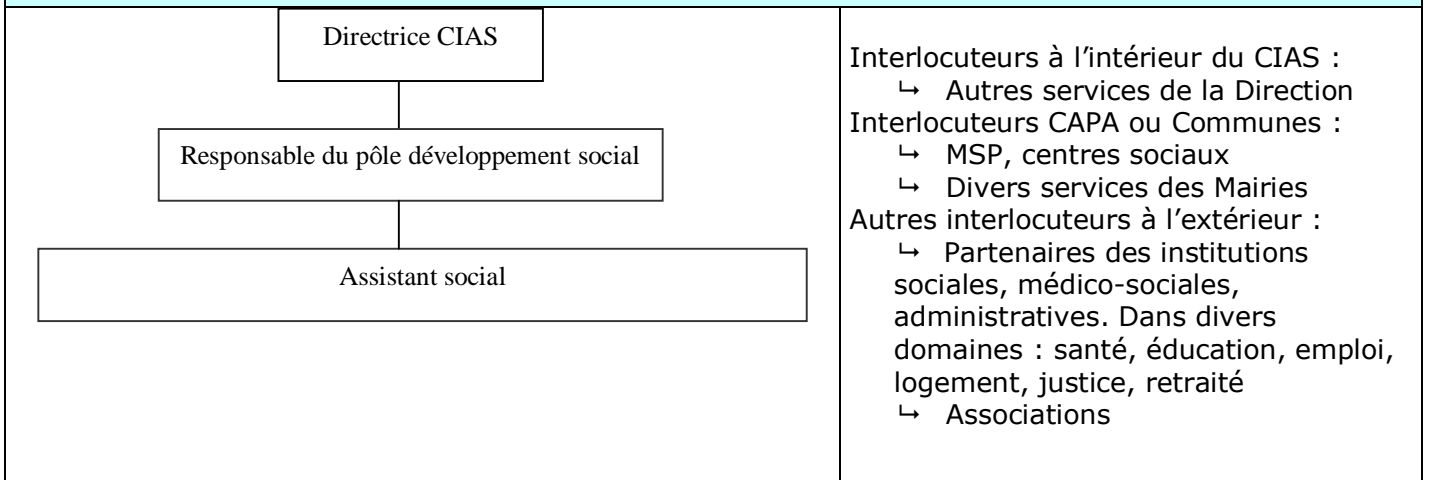 Directrice CIAS
Responsable du pôle développement social
Assistant social
Interlocuteurs à l’intérieur du CIAS :
↪ Autres services de la Direction
Interlocuteurs CAPA ou Communes :
↪ MSP, centres sociaux
↪ Divers services des Mairies
Autres interlocuteurs à l’extérieur :
↪ Partenaires des institutions
sociales, médico-sociales,
administratives. Dans divers
domaines : santé, éducation, emploi,
logement, justice, retraité
↪ Associations